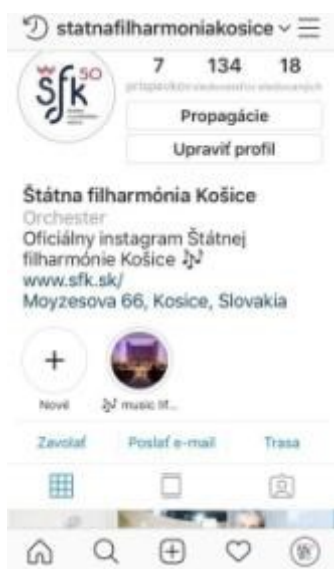 statnafilharmoniakosice
šfk 50
7 134 18
Propagácie
Upraviť profil
Štátna filharmónia Košice
Orchester
Oficiálny instagram Štátnej
filharmónie Košice
www.sfk.sk/
Moyzesova 66, Kosice, Slovakia
Nové music lif...
Zavolať Poslať e-mail Trasa